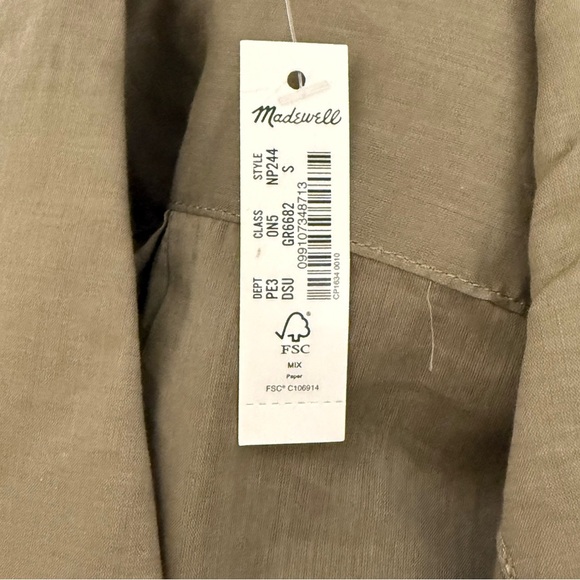 Madewell
DEPT CLASS STYLE
PE3 0N5 NP244
DSU GR6682 S
099107348713
CP1634 0010
FSC
MIX
Paper
FSC® C106914